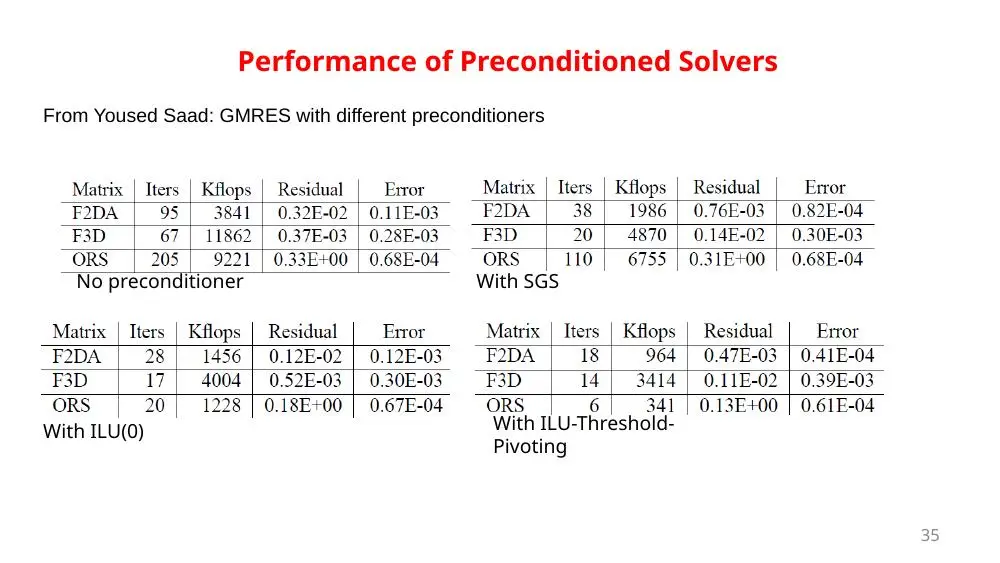 Performance of Preconditioned Solvers
From Yoused Saad: GMRES with different preconditioners
Matrix Iters Kflops Residual Error
F2DA 95 3841 0.32E-02 0.11E-03
F3D 67 11862 0.37E-03 0.28E-03
ORS 205 9221 0.33E+00 0.68E-04
No preconditioner
Matrix Iters Kflops Residual Error
F2DA 38 1986 0.76E-03 0.82E-04
F3D 20 4870 0.14E-02 0.30E-03
ORS 110 6755 0.31E+00 0.68E-04
With SGS
Matrix Iters Kflops Residual Error
F2DA 28 1456 0.12E-02 0.12E-03
F3D 17 4004 0.52E-03 0.30E-03
ORS 20 1228 0.18E+00 0.67E-04
With ILU(0)
Matrix Iters Kflops Residual Error
F2DA 18 964 0.47E-03 0.41E-04
F3D 14 3414 0.11E-02 0.39E-03
ORS 6 341 0.13E+00 0.61E-04
With ILU-Threshold-
Pivoting
35